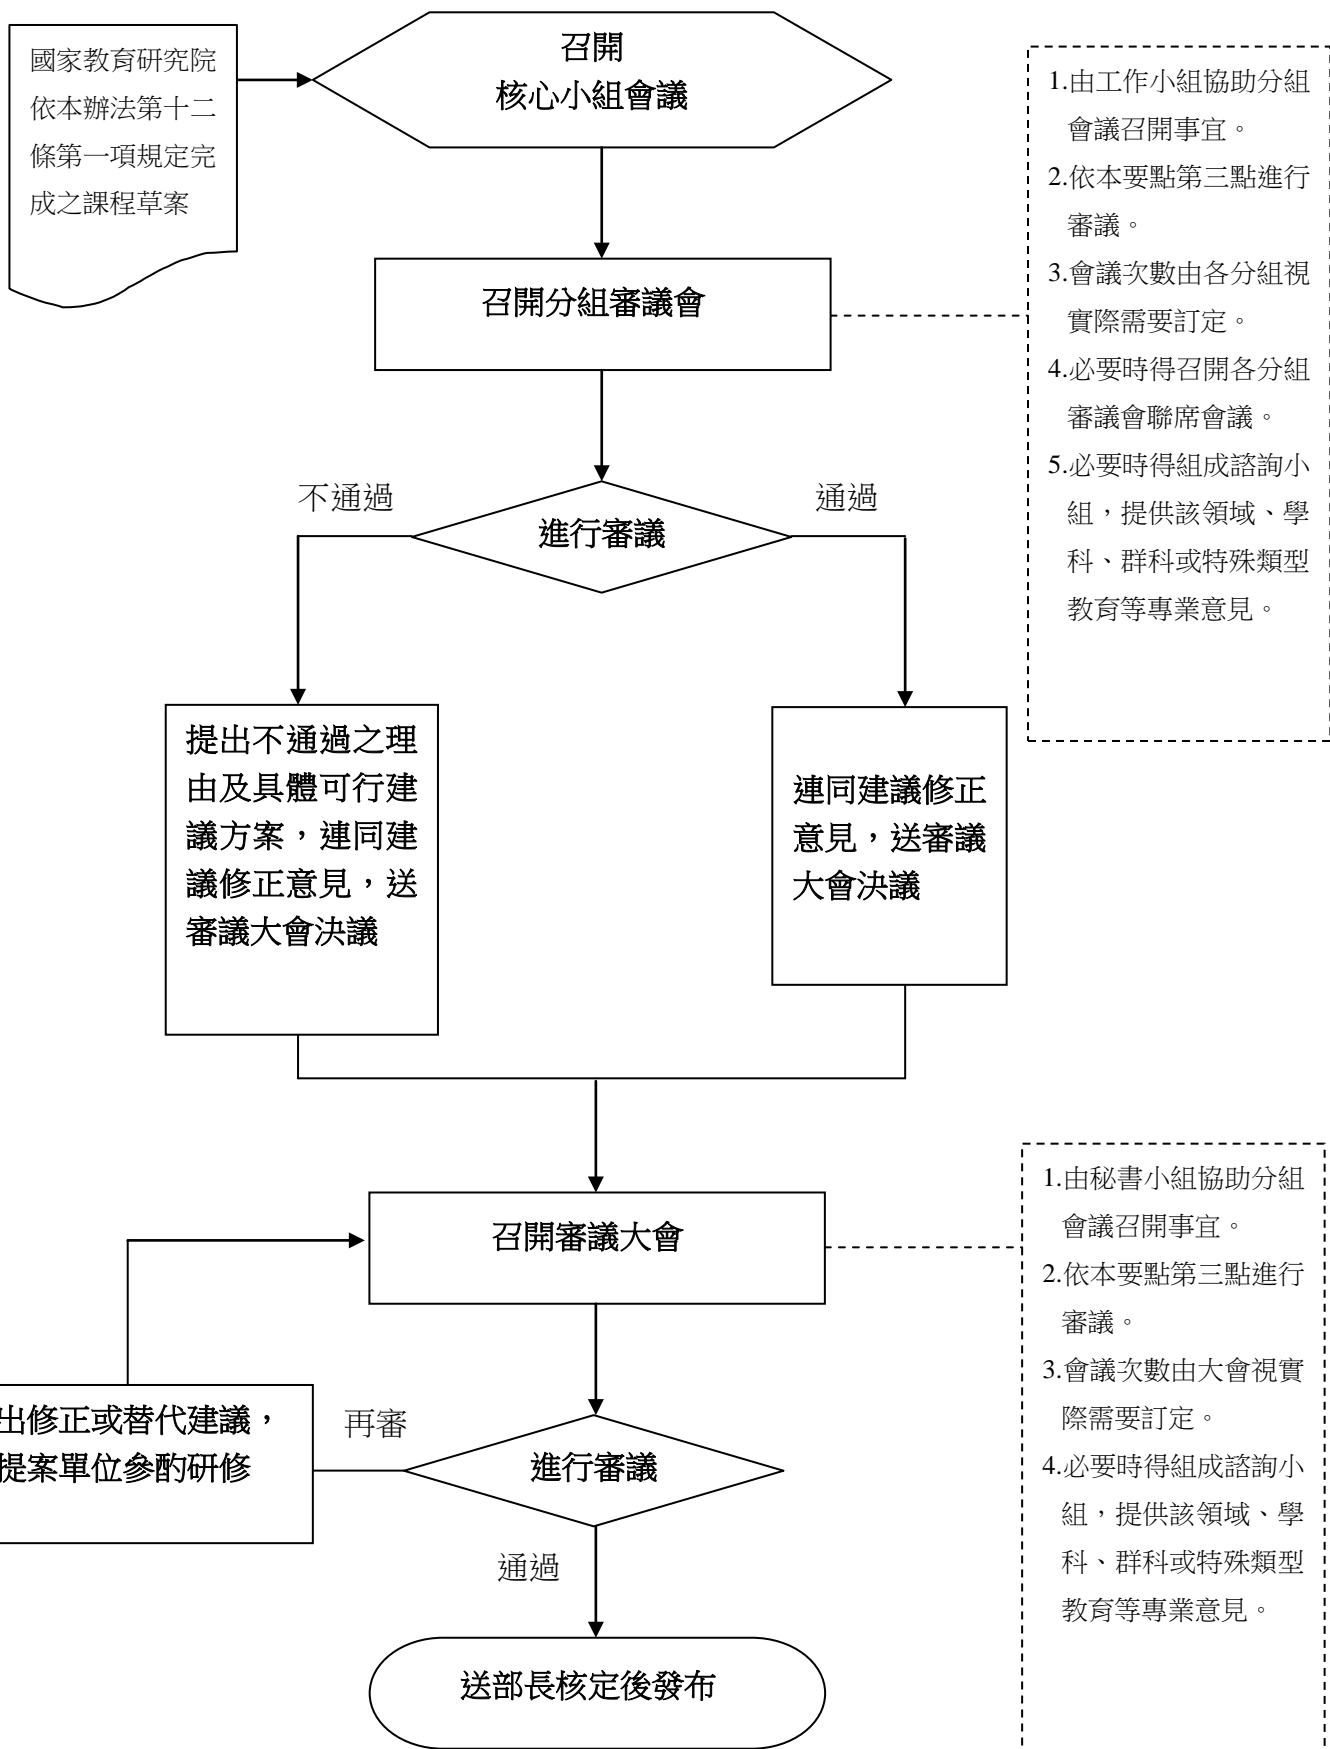 國家教育研究院
依本辦法第十二
條第一項規定完
成之課程草案
召開
核心小組會議
1.由工作小組協助分組
會議召開事宜。
2.依本要點第三點進行
審議。
3.會議次數由各分組視
實際需要訂定。
4.必要時得召開各分組
審議會聯席會議。
5.必要時得組成諮詢小
組，提供該領域、學
科、群科或特殊類型
教育等專業意見。
召開分組審議會
不通過
通過
進行審議
提出不通過之理
由及具體可行建
議方案，連同建
議修正意見，送
審議大會決議
連同建議修正
意見，送審議
大會決議
召開審議大會
1.由秘書小組協助分組
會議召開事宜。
2.依本要點第三點進行
審議。
3.會議次數由大會視實
際需要訂定。
4.必要時得組成諮詢小
組，提供該領域、學
科、群科或特殊類型
教育等專業意見。
出修正或替代建議，
提案單位參酌研修
再審
進行審議
通過
送部長核定後發布